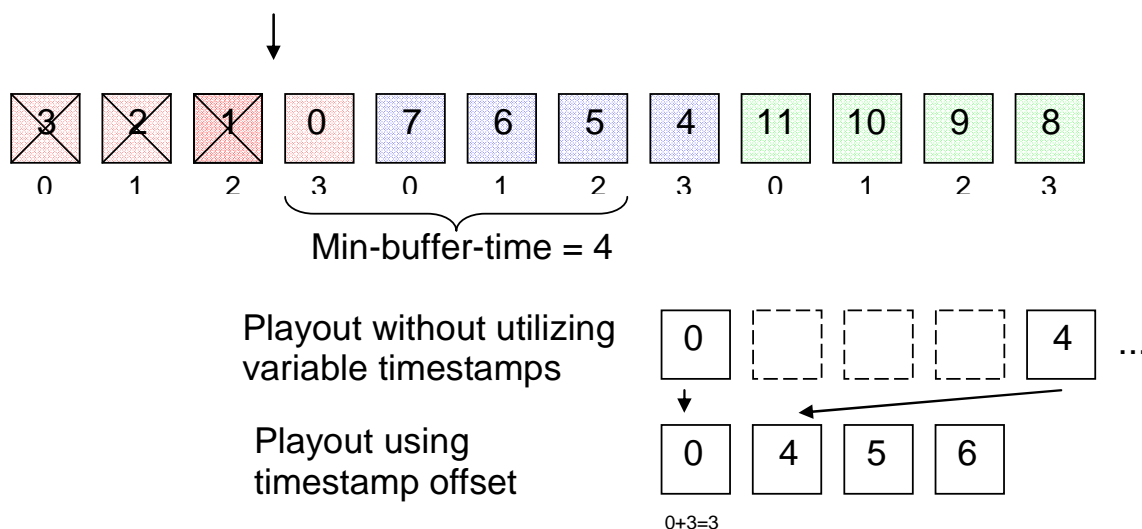 3 2 1 0 7 6 5 4 11 10 9 8
0 1 2 3 0 1 2 3 0 1 2 3
Min-buffer-time = 4
Playout without utilizing
variable timestamps
0 4 ...
Playout using
timestamp offset
0 4 5 6
0+3=3